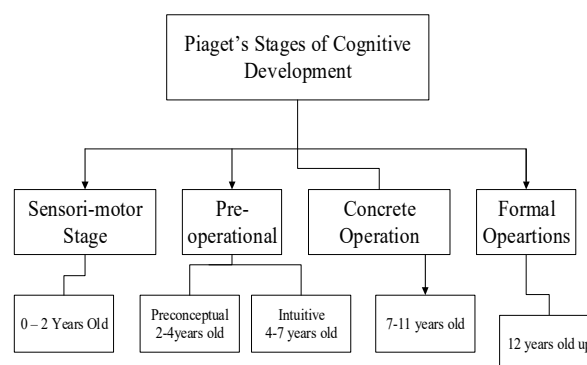 Piaget’s Stages of Cognitive
Development
Sensori-motor
Stage
Pre-
operational
Concrete
Operation
Formal
Opeartions
0 – 2 Years Old
Preconceptual
2-4years old
Intuitive
4-7 years old
7-11 years old
12 years old up